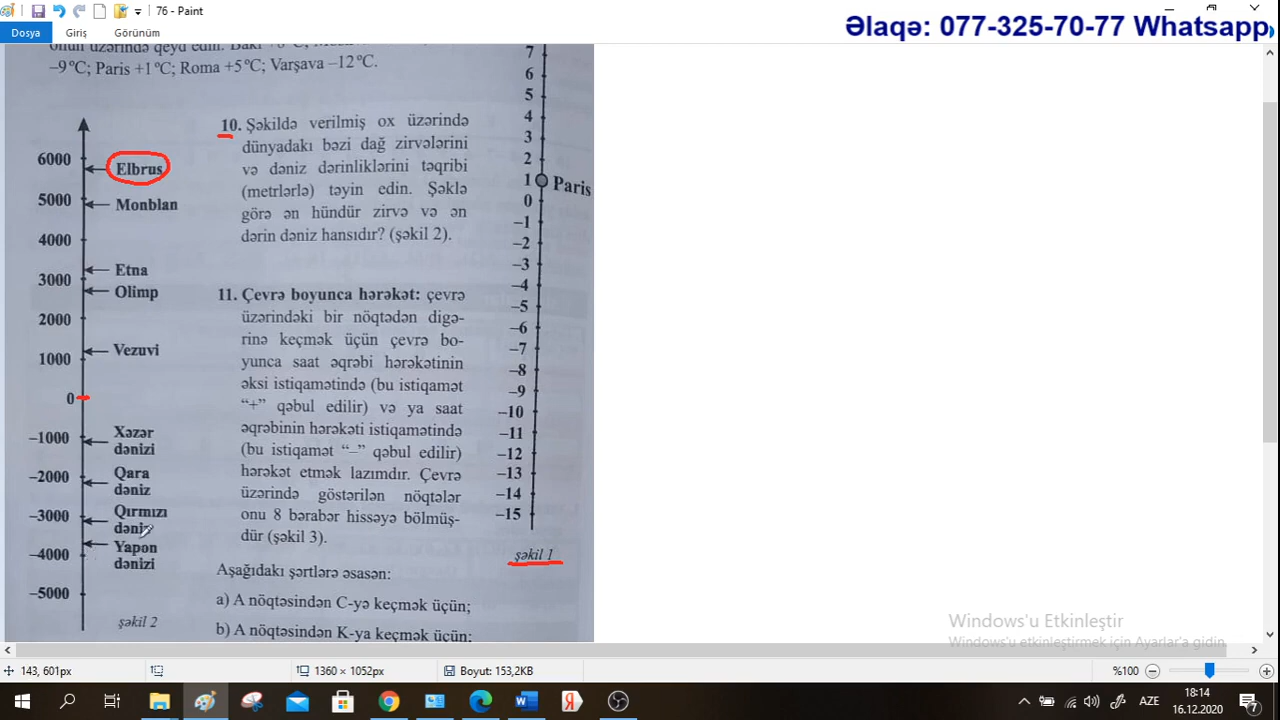 76 - Paint
Əlaqə: 077-325-70-77 Whatsapp
Dosya Giriş Görünüm
–9°C; Paris +1°C; Roma +5°C; Varşava –12°C.
6000
5000
4000
3000
2000
1000
0
–1000
–2000
–3000
–4000
–5000
Elbrus
Monblan
Etna
Olimp
Vezuvi
Xəzər
dənizi
Qara
dəniz
Qırmızı
dəniz
Yapon
dənizi
şəkil 2
10. Şəkildə verilmiş ox üzərində
dünyadakı bəzi dağ zirvələrini
və dəniz dərinliklərini təqribi
(metrlərlə) təyin edin. Şəklə
görə ən hündür zirvə və ən
dərin dəniz hansıdır? (şəkil 2).
11. Çevrə boyunca hərəkət: çevrə
üzərindəki bir nöqtədən digə-
rinə keçmək üçün çevrə bo-
yunca saat əqrəbi hərəkətinin
əksi istiqamətində (bu istiqamət
“+” qəbul edilir) və ya saat
əqrəbinin hərəkəti istiqamətində
(bu istiqamət “–” qəbul edilir)
hərəkət etmək lazımdır. Çevrə
üzərində göstərilən nöqtələr
onu 8 bərabər hissəyə bölmüş-
dür (şəkil 3).
Aşağıdakı şərtlərə əsasən:
a) A nöqtəsindən C-yə keçmək üçün;
b) A nöqtəsindən K-ya keçmək üçün;
7
6
5
4
3
2
1 Paris
0
–1
–2
–3
–4
–5
–6
–7
–8
–9
–10
–11
–12
–13
–14
–15
şəkil 1
Windows'u Etkinleştir
Windows'u etkinleştirmek için Ayarlar'a gidin.
143, 601px
1360 × 1052px
Boyut: 153,2KB
%100
AZE
18:14
16.12.2020
7